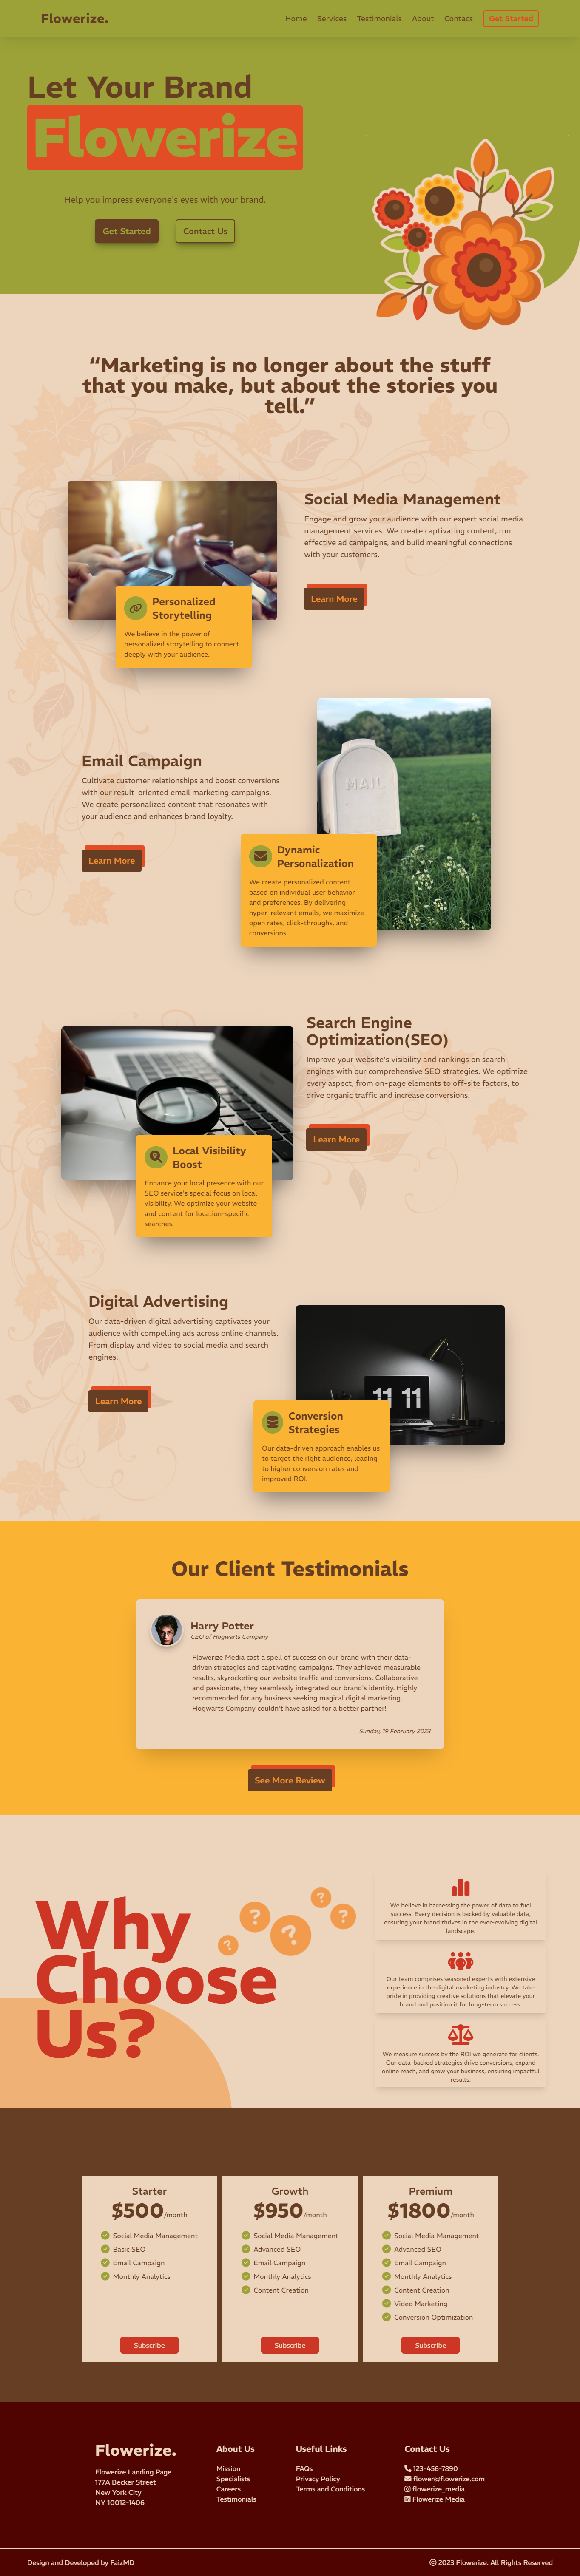 Flowerize.
Home Services Testimonials About Contacs Get Started
Let Your Brand
Flowerize
Help you impress everyone's eyes with your brand.
Get Started Contact Us
“Marketing is no longer about the stuff
that you make, but about the stories you
tell.”
Social Media Management
Engage and grow your audience with our expert social media
management services. We create captivating content, run
effective ad campaigns, and build meaningful connections
with your customers.
Learn More
Personalized
Storytelling
We believe in the power of
personalized storytelling to connect
deeply with your audience.
Email Campaign
Cultivate customer relationships and boost conversions
with our result-oriented email marketing campaigns.
We create personalized content that resonates with
your audience and enhances brand loyalty.
Learn More
MAIL
Dynamic
Personalization
We create personalized content
based on individual user behavior
and preferences. By delivering
hyper-relevant emails, we maximize
open rates, click-throughs, and
conversions.
Search Engine
Optimization(SEO)
Improve your website's visibility and rankings on search
engines with our comprehensive SEO strategies. We optimize
every aspect, from on-page elements to off-site factors, to
drive organic traffic and increase conversions.
Learn More
Local Visibility
Boost
Enhance your local presence with our
SEO service's special focus on local
visibility. We optimize your website
and content for location-specific
searches.
Digital Advertising
Our data-driven digital advertising captivates your
audience with compelling ads across online channels.
From display and video to social media and search
engines.
Learn More
11 11
Conversion
Strategies
Our data-driven approach enables us
to target the right audience, leading
to higher conversion rates and
improved ROI.
Our Client Testimonials
Harry Potter
CEO of Hogwarts Company
Flowerize Media cast a spell of success on our brand with their data-
driven strategies and captivating campaigns. They achieved measurable
results, skyrocketing our website traffic and conversions. Collaborative
and passionate, they seamlessly integrated our brand's identity. Highly
recommended for any business seeking magical digital marketing.
Hogwarts Company couldn't have asked for a better partner!
Sunday, 19 February 2023
See More Review
Why
Choose
Us?
? ? ? ? ?
We believe in harnessing the power of data to fuel
success. Every decision is backed by valuable data,
ensuring your brand thrives in the ever-evolving digital
landscape.
Our team comprises seasoned experts with extensive
experience in the digital marketing industry. We take
pride in providing creative solutions that elevate your
brand and position it for long-term success.
We measure success by the ROI we generate for clients.
Our data-backed strategies drive conversions, expand
online reach, and grow your business, ensuring impactful
results.
Starter
$500/month
Social Media Management
Basic SEO
Email Campaign
Monthly Analytics
Subscribe
Growth
$950/month
Social Media Management
Advanced SEO
Email Campaign
Monthly Analytics
Content Creation
Subscribe
Premium
$1800/month
Social Media Management
Advanced SEO
Email Campaign
Monthly Analytics
Content Creation
Video Marketing`
Conversion Optimization
Subscribe
Flowerize.
Flowerize Landing Page
177A Becker Street
New York City
NY 10012-1406
About Us
Mission
Specialists
Careers
Testimonials
Useful Links
FAQs
Privacy Policy
Terms and Conditions
Contact Us
123-456-7890
flower@flowerize.com
flowerize_media
Flowerize Media
Design and Developed by FaizMD
© 2023 Flowerize, All Rights Reserved